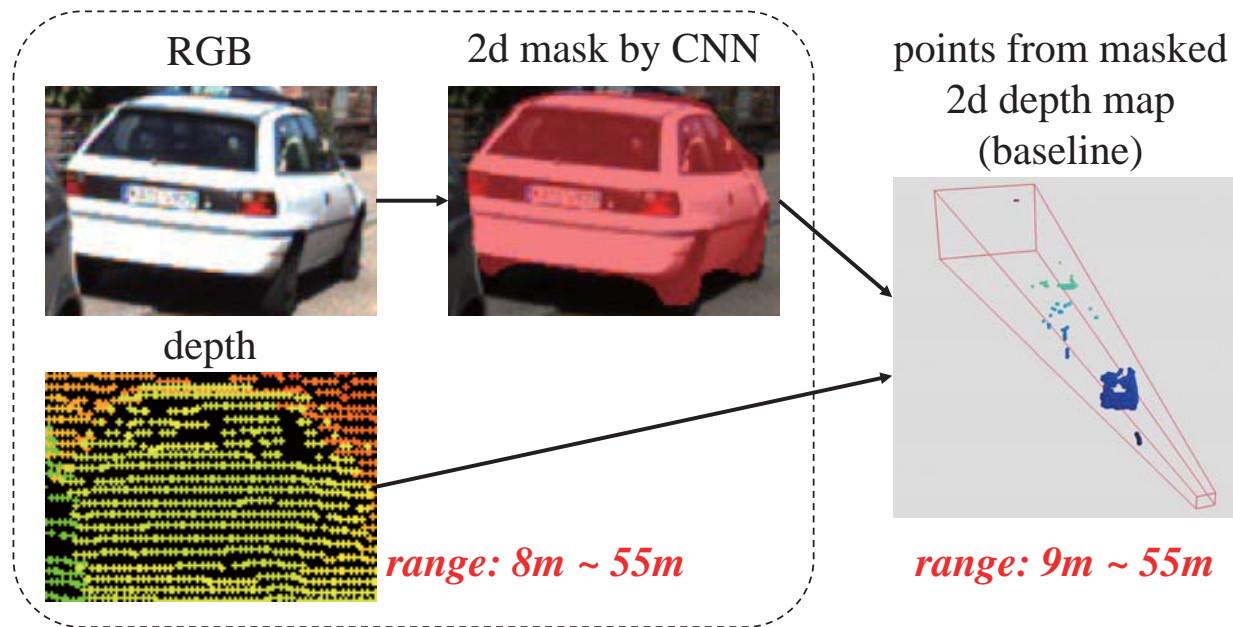 RGB
2d mask by CNN
points from masked
2d depth map
(baseline)
depth
range: 8m ~ 55m
range: 9m ~ 55m